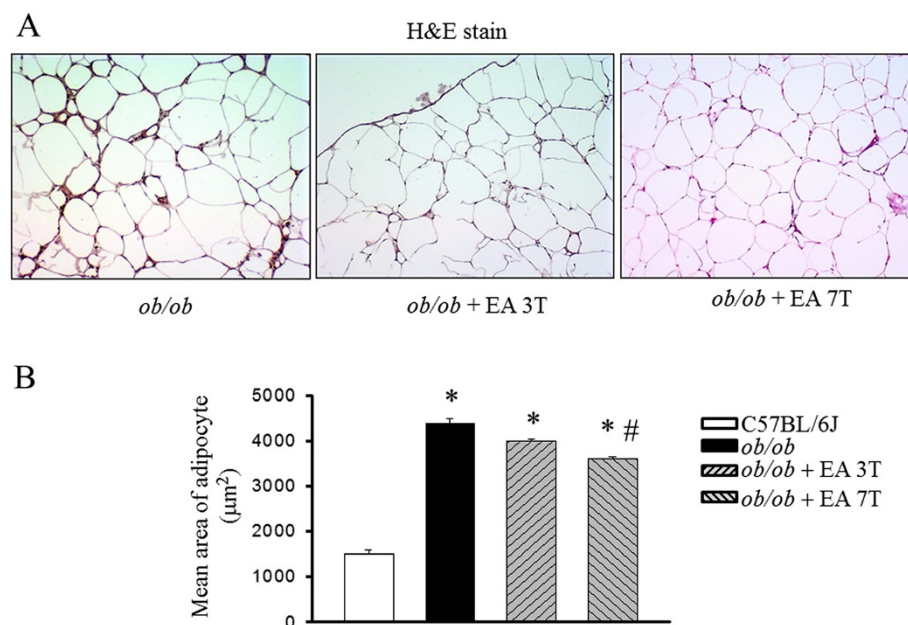 A
H&E stain
ob/ob
ob/ob + EA 3T
ob/ob + EA 7T
B
Mean area of adipocyte
(μm²)
5000
4000
3000
2000
1000
0
*
*
* #
C57BL/6J
ob/ob
ob/ob + EA 3T
ob/ob + EA 7T